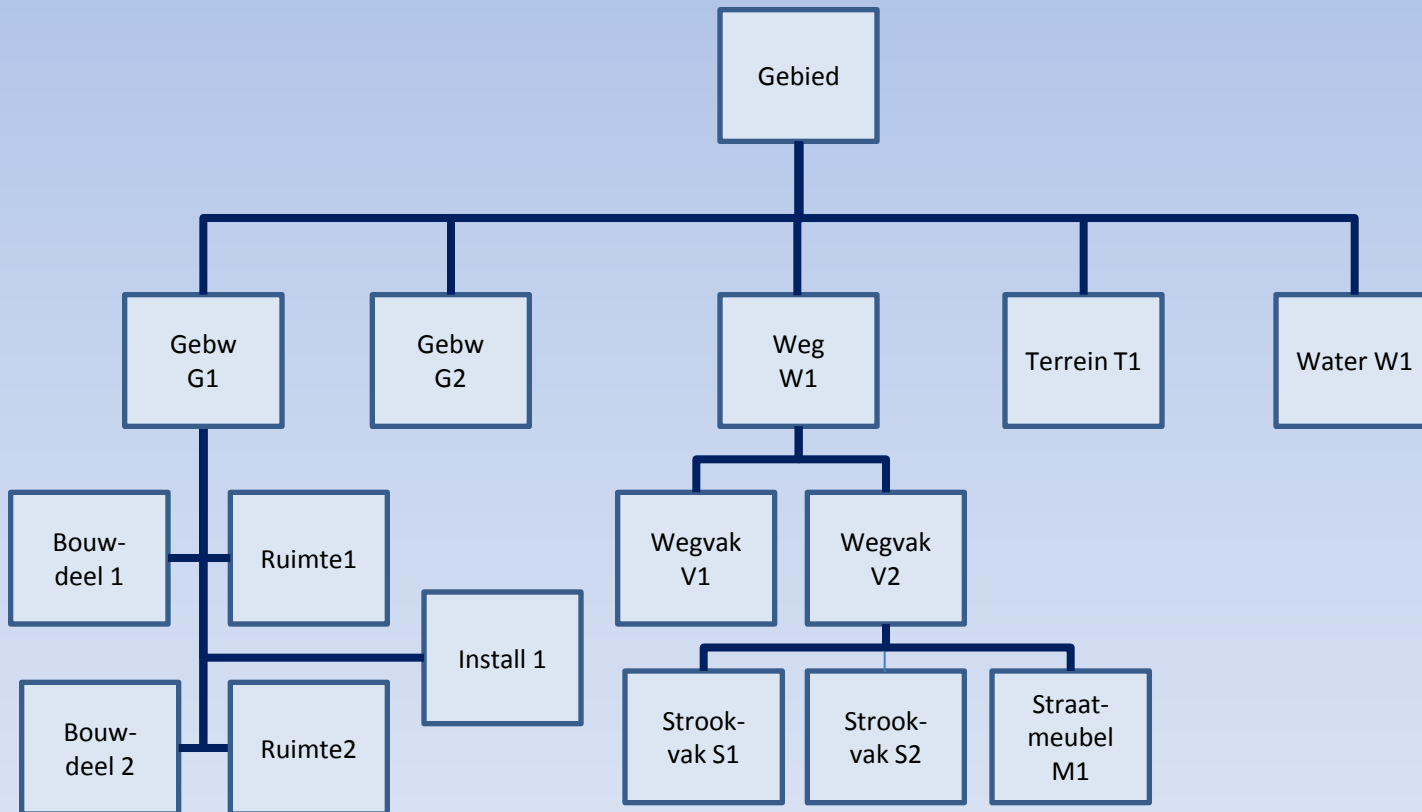 Gebied
Gebw
G1
Gebw
G2
Weg
W1
Terrein T1
Water W1
Bouw-
deel 1
Ruimte1
Wegvak
V1
Wegvak
V2
Install 1
Bouw-
deel 2
Ruimte2
Strook-
vak S1
Strook-
vak S2
Straat-
meubel
M1